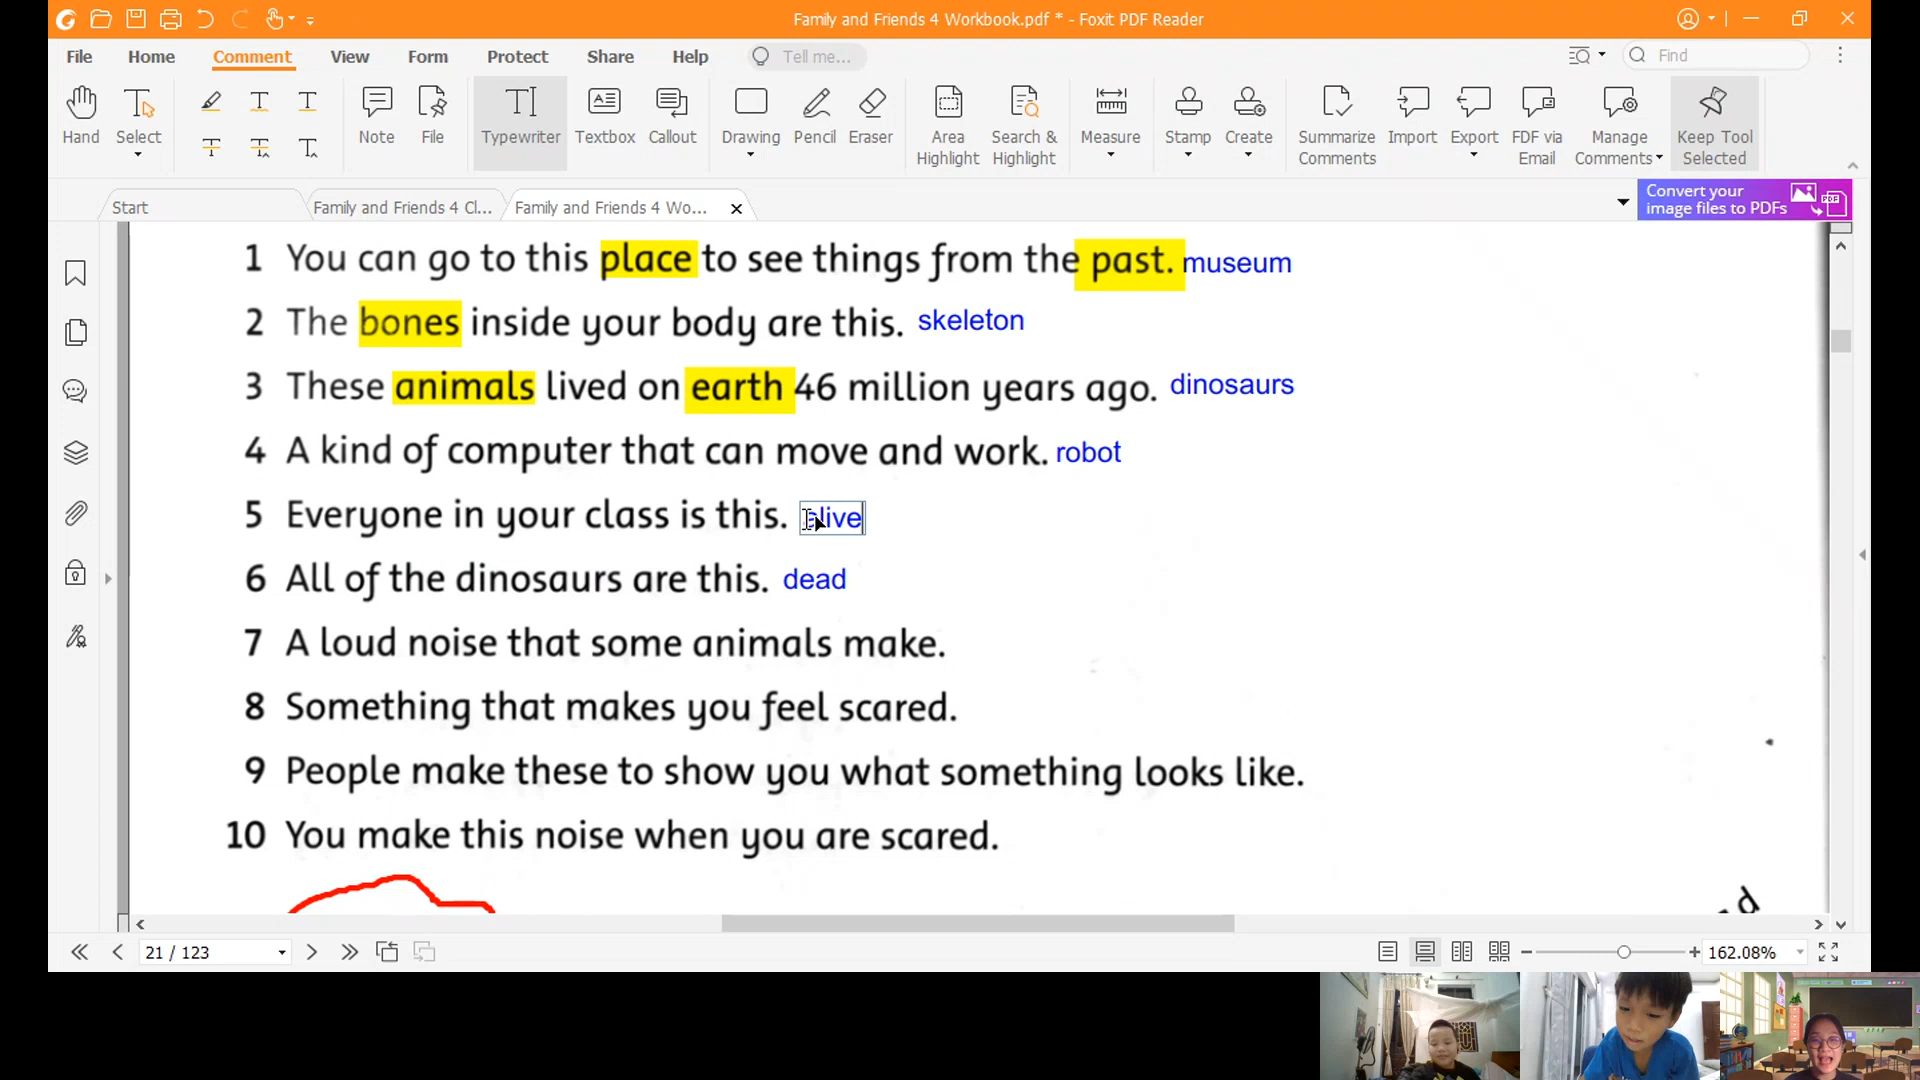 Family and Friends 4 Workbook.pdf * - Foxit PDF Reader
File Home Comment View Form Protect Share Help Tell me... Find
Hand Select Note File Typewriter Textbox Callout Drawing Pencil Eraser Area Highlight Search & Highlight Measure Stamp Create Summarize Comments Import Export PDF via Email Manage Comments Keep Tool Selected
Start Family and Friends 4 Cl... Family and Friends 4 Wo... Convert your image files to PDFs
1 You can go to this place to see things from the past. museum
2 The bones inside your body are this. skeleton
3 These animals lived on earth 46 million years ago. dinosaurs
4 A kind of computer that can move and work. robot
5 Everyone in your class is this. alive
6 All of the dinosaurs are this. dead
7 A loud noise that some animals make.
8 Something that makes you feel scared.
9 People make these to show you what something looks like.
10 You make this noise when you are scared.
21 / 123 162.08%